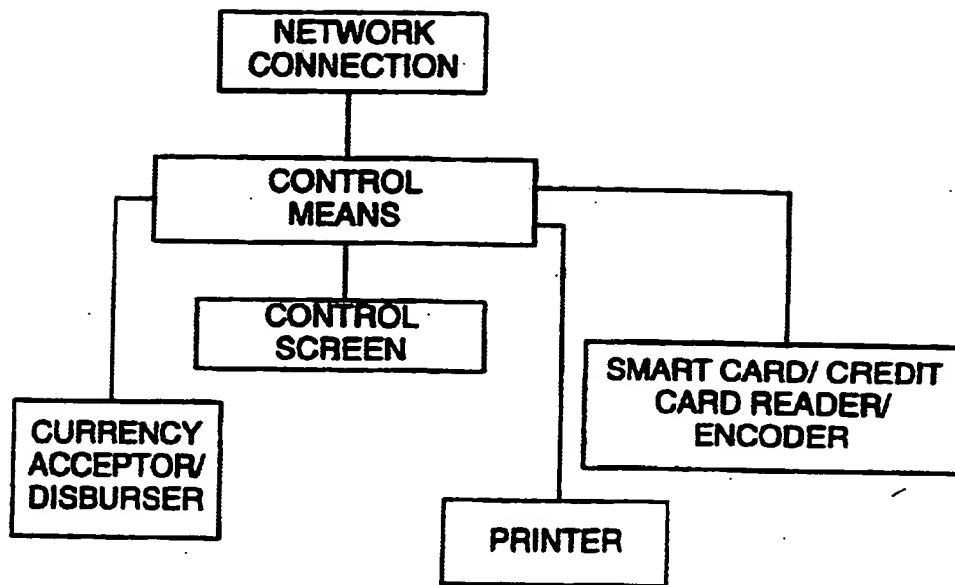 NETWORK
CONNECTION
CONTROL
MEANS
CONTROL
SCREEN
SMART CARD/ CREDIT
CARD READER/
ENCODER
CURRENCY
ACCEPTOR/
DISBURSER
PRINTER